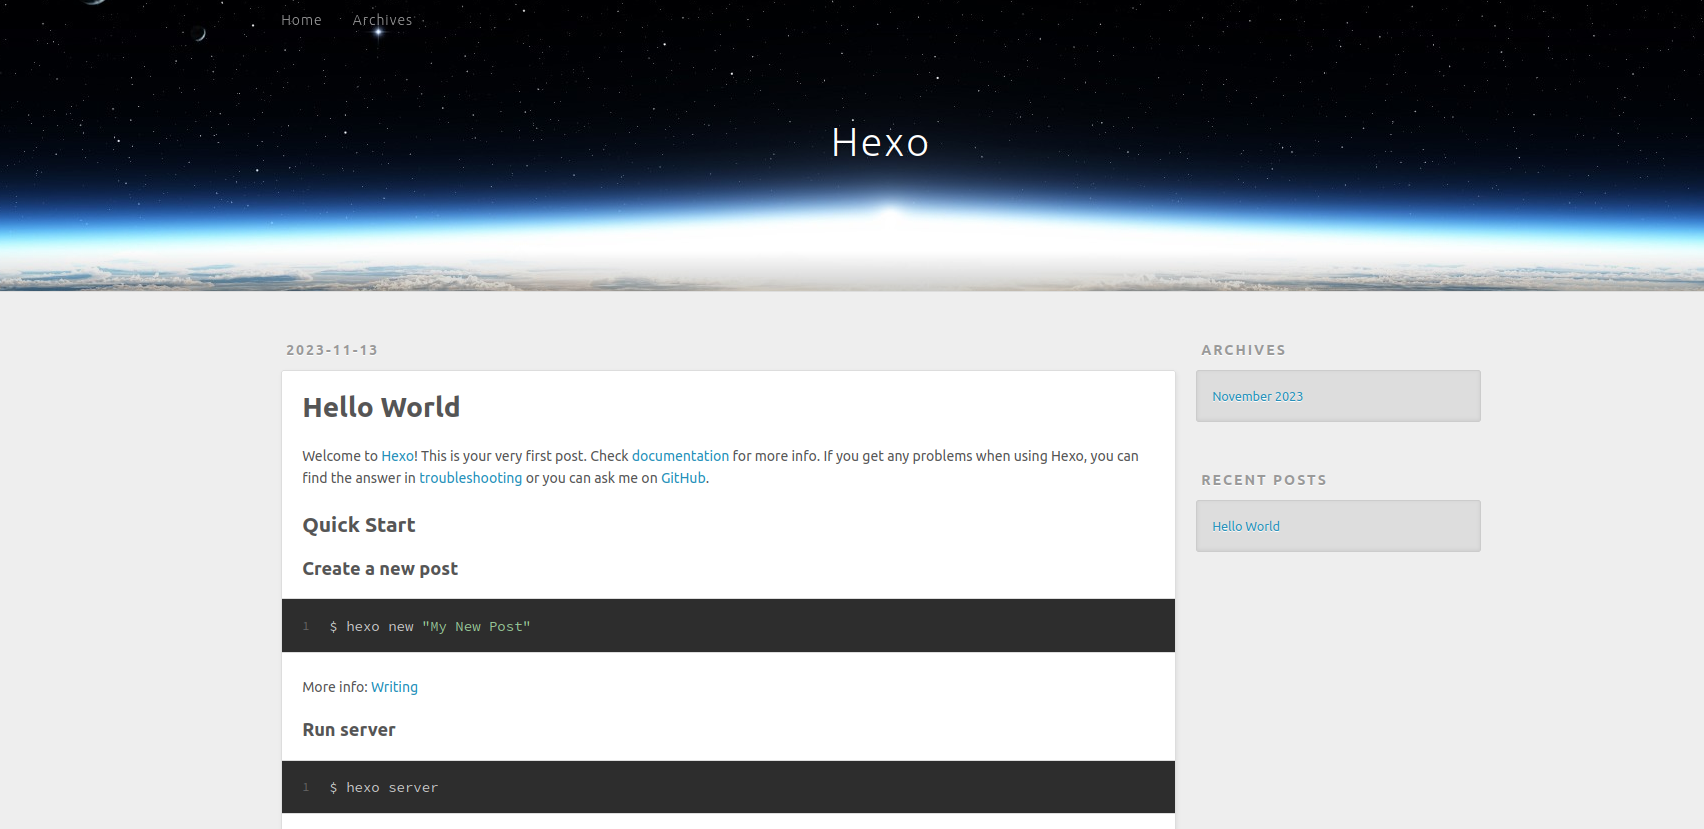 Home Archives
Hexo
2023-11-13
Hello World
Welcome to Hexo! This is your very first post. Check documentation for more info. If you get any problems when using Hexo, you can
find the answer in troubleshooting or you can ask me on GitHub.
Quick Start
Create a new post
1 $ hexo new "My New Post"
More info: Writing
Run server
1 $ hexo server
ARCHIVES
November 2023
RECENT POSTS
Hello World